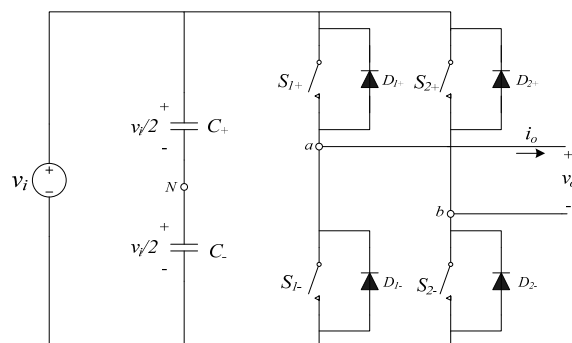 +
S1+
D1+
S2+
D2+
vi/2
C+
-
io
a
+
vi
+
-
N
vo
+
b
-
vi/2
C-
-
S1-
D1-
S2-
D2-